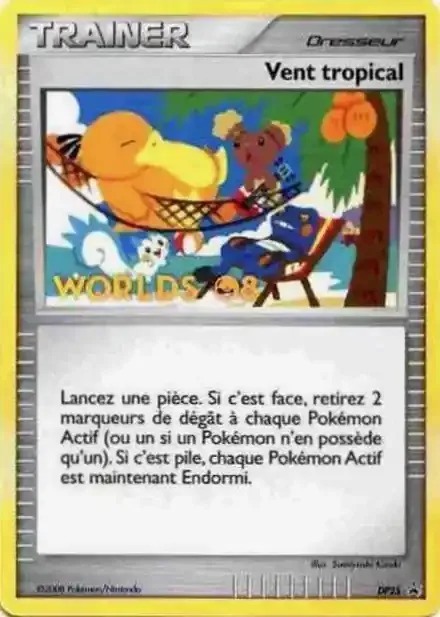 TRAINER
Dresseur
Vent tropical
WORLDS 08
Lancez une pièce. Si c'est face, retirez 2
marqueurs de dégât à chaque Pokémon
Actif (ou un si un Pokémon n'en possède
qu'un). Si c'est pile, chaque Pokémon Actif
est maintenant Endormi.
Illus.
©2008 Pokémon/Nintendo
DP25